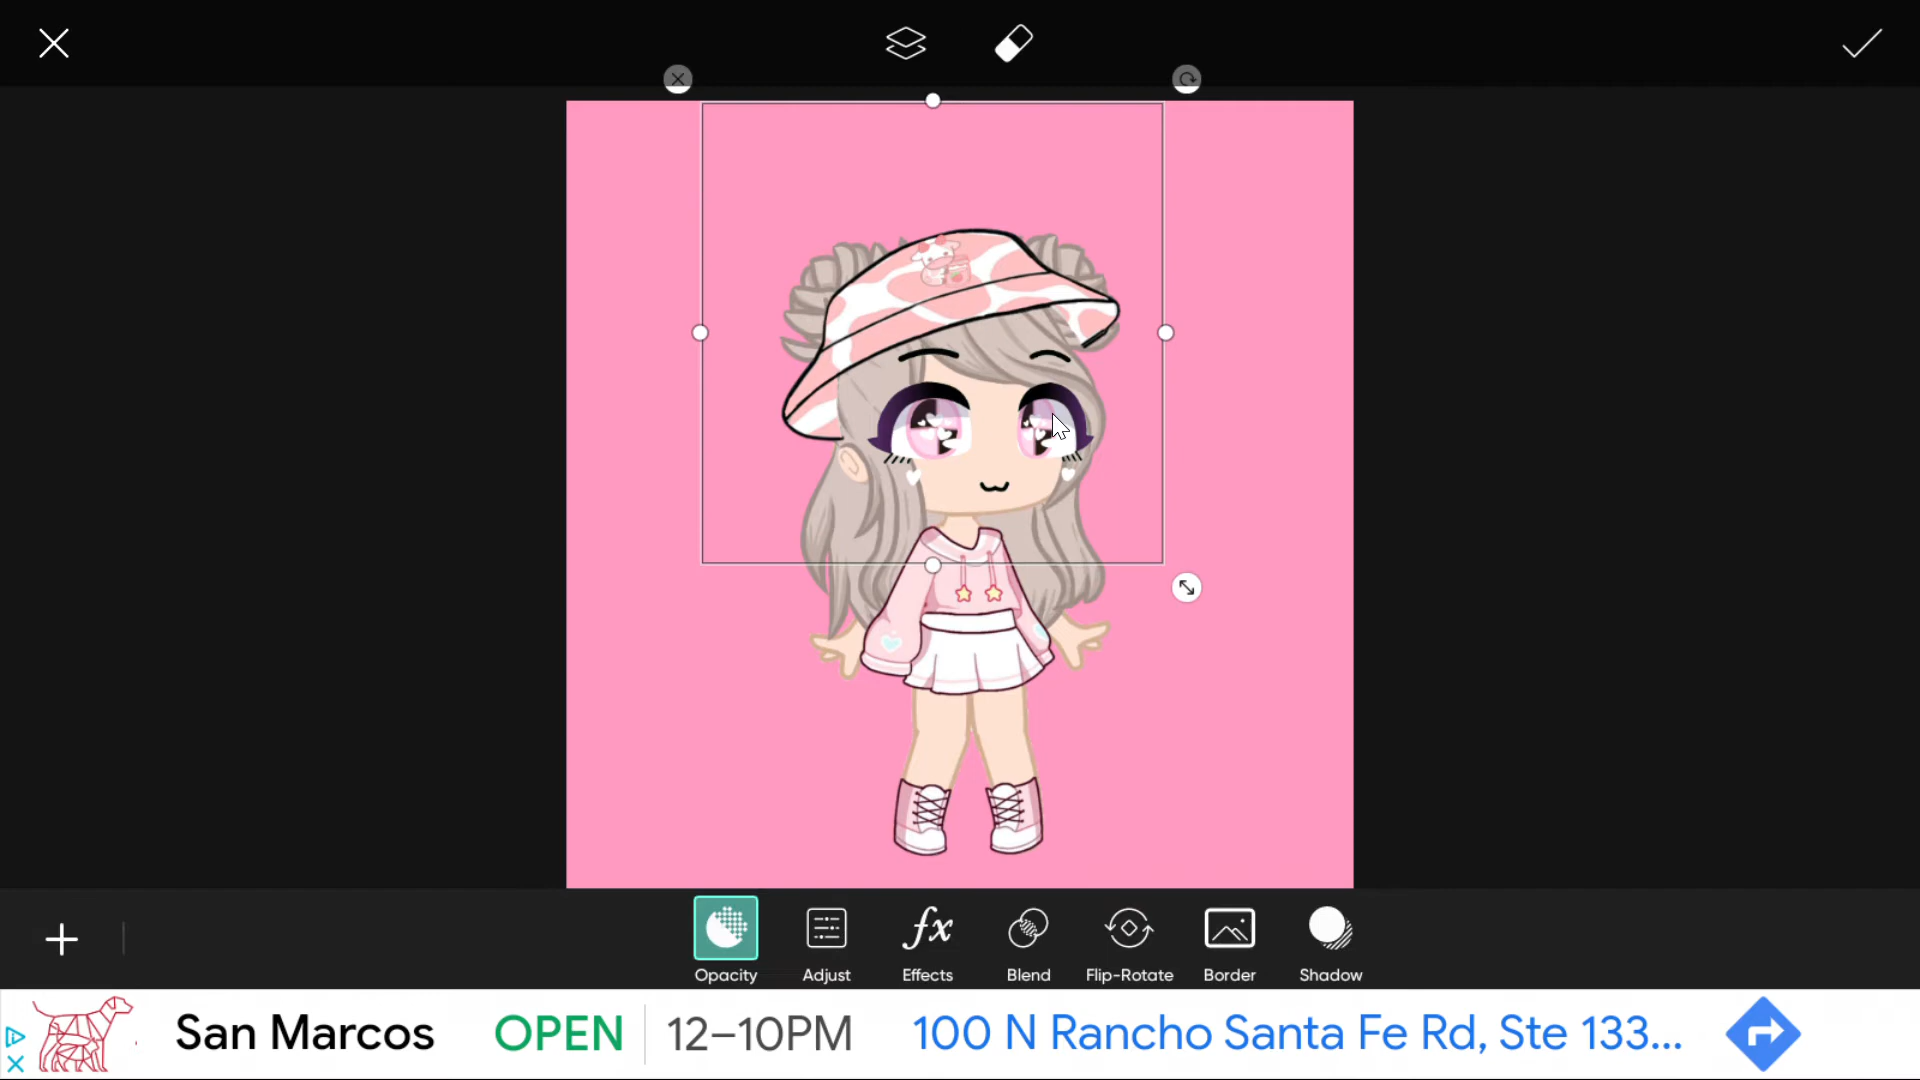 fx
Opacity Adjust Effects Blend Flip-Rotate Border Shadow
San Marcos OPEN 12–10PM 100 N Rancho Santa Fe Rd, Ste 133...